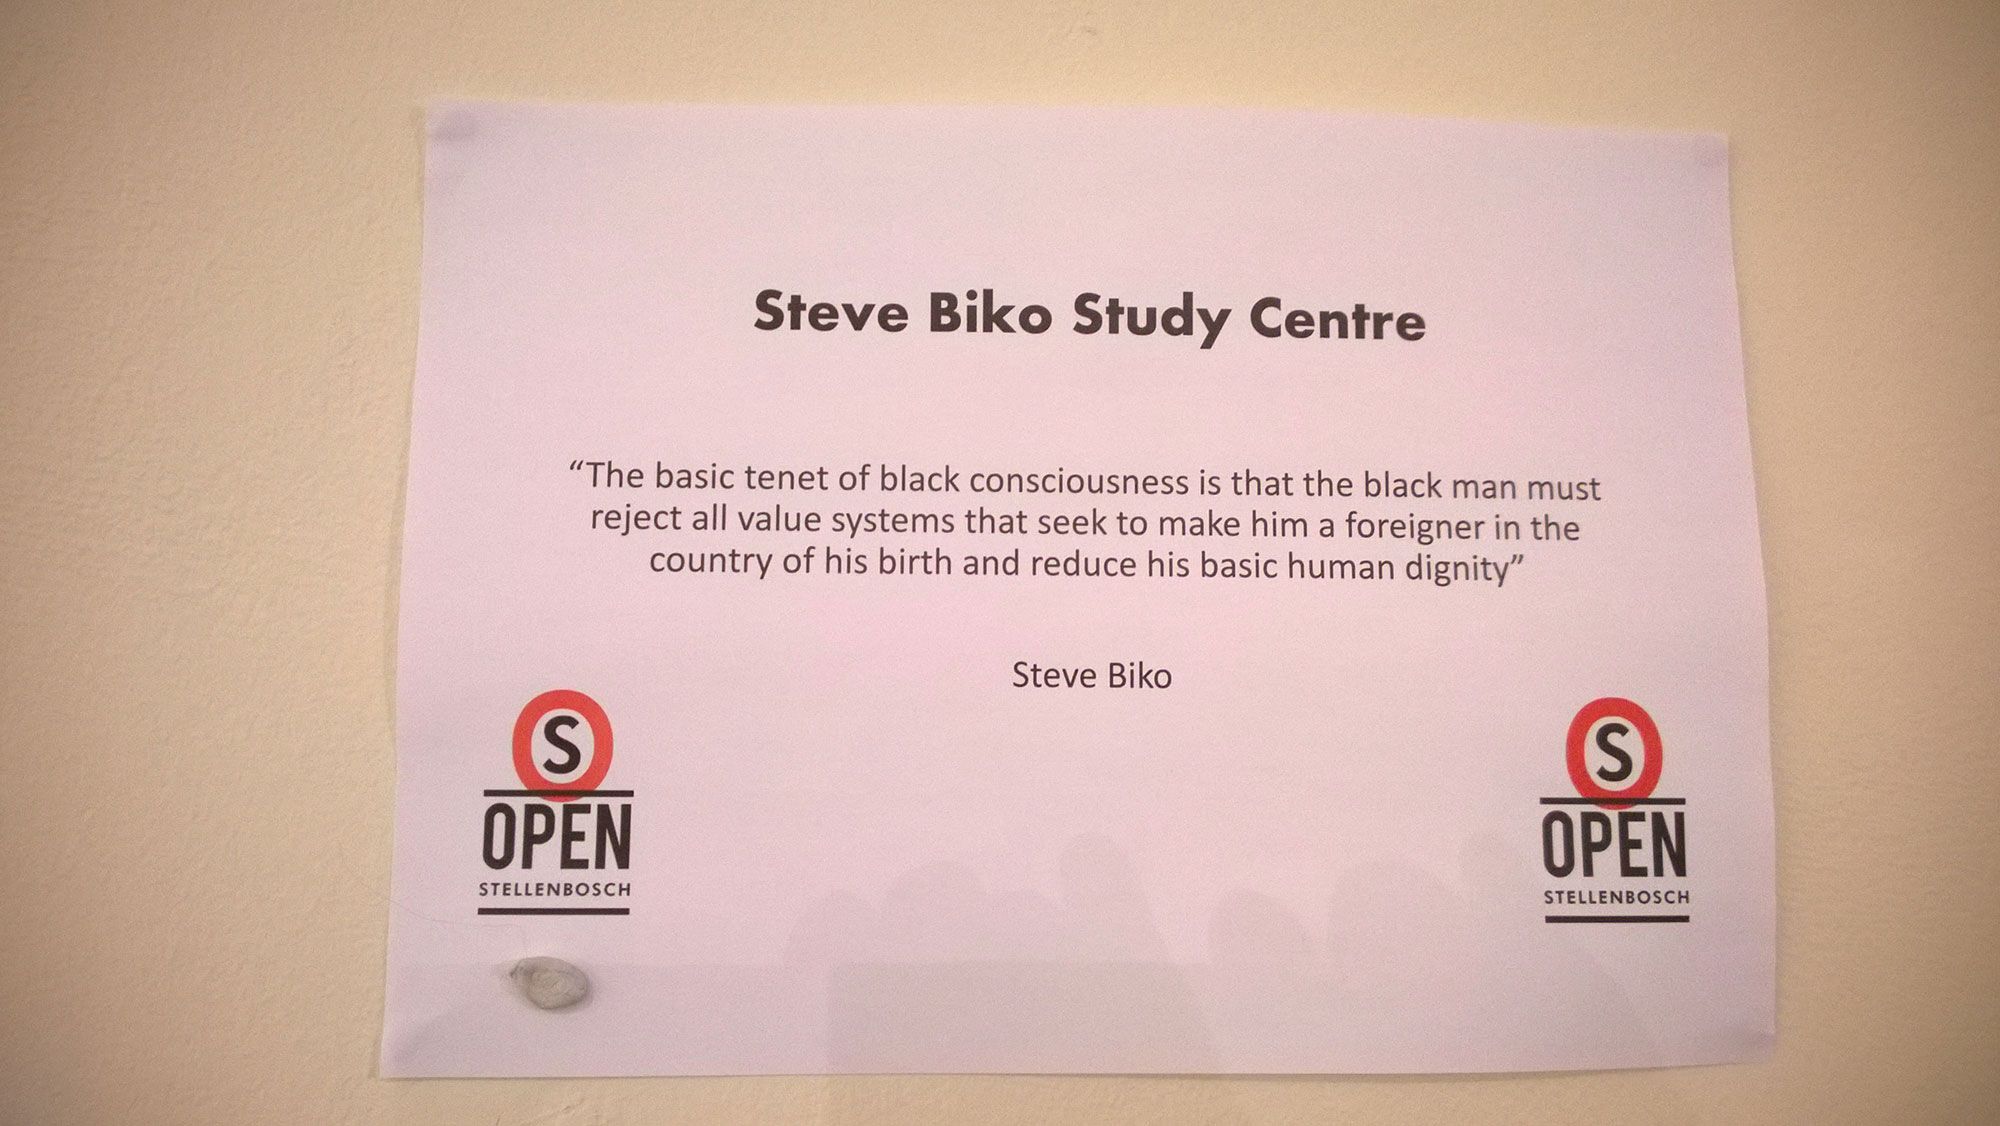 Steve Biko Study Centre
“The basic tenet of black consciousness is that the black man must
reject all value systems that seek to make him a foreigner in the
country of his birth and reduce his basic human dignity”
Steve Biko
S
OPEN
STELLENBOSCH
S
OPEN
STELLENBOSCH